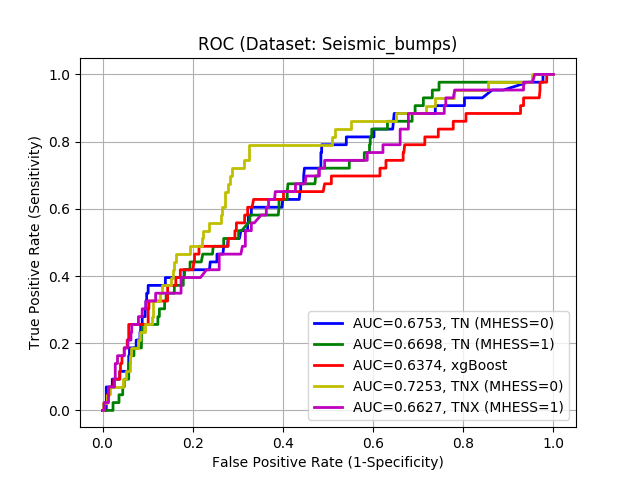 ROC (Dataset: Seismic_bumps)
True Positive Rate (Sensitivity)
1.0
0.8
0.6
0.4
0.2
0.0
AUC=0.6753, TN (MHESS=0)
AUC=0.6698, TN (MHESS=1)
AUC=0.6374, xgBoost
AUC=0.7253, TNX (MHESS=0)
AUC=0.6627, TNX (MHESS=1)
0.0 0.2 0.4 0.6 0.8 1.0
False Positive Rate (1-Specificity)